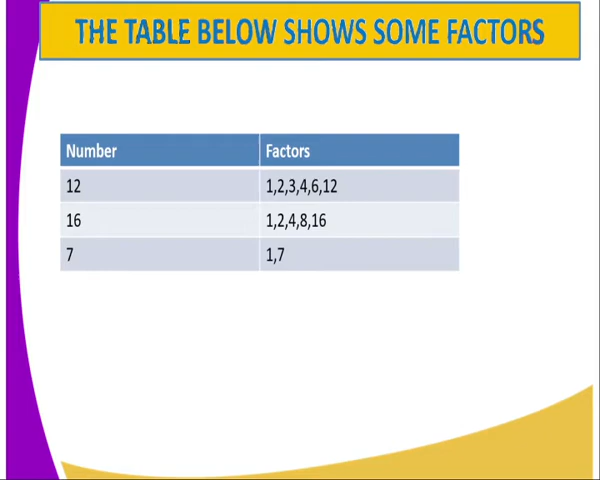 THE TABLE BELOW SHOWS SOME FACTORS
Number Factors
12 1,2,3,4,6,12
16 1,2,4,8,16
7 1,7